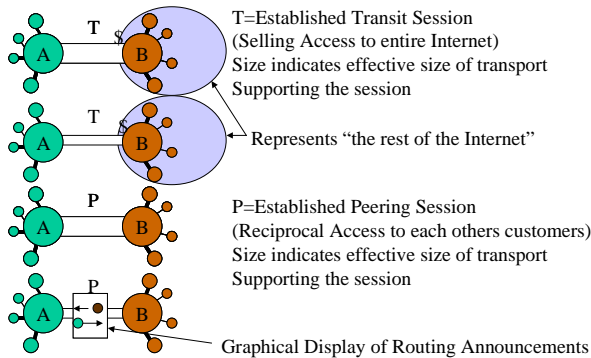 T
$
A
B
T=Established Transit Session
(Selling Access to entire Internet)
Size indicates effective size of transport
Supporting the session
T
$
A
B
Represents “the rest of the Internet”
P
A
B
P=Established Peering Session
(Reciprocal Access to each others customers)
Size indicates effective size of transport
Supporting the session
P
A
B
Graphical Display of Routing Announcements